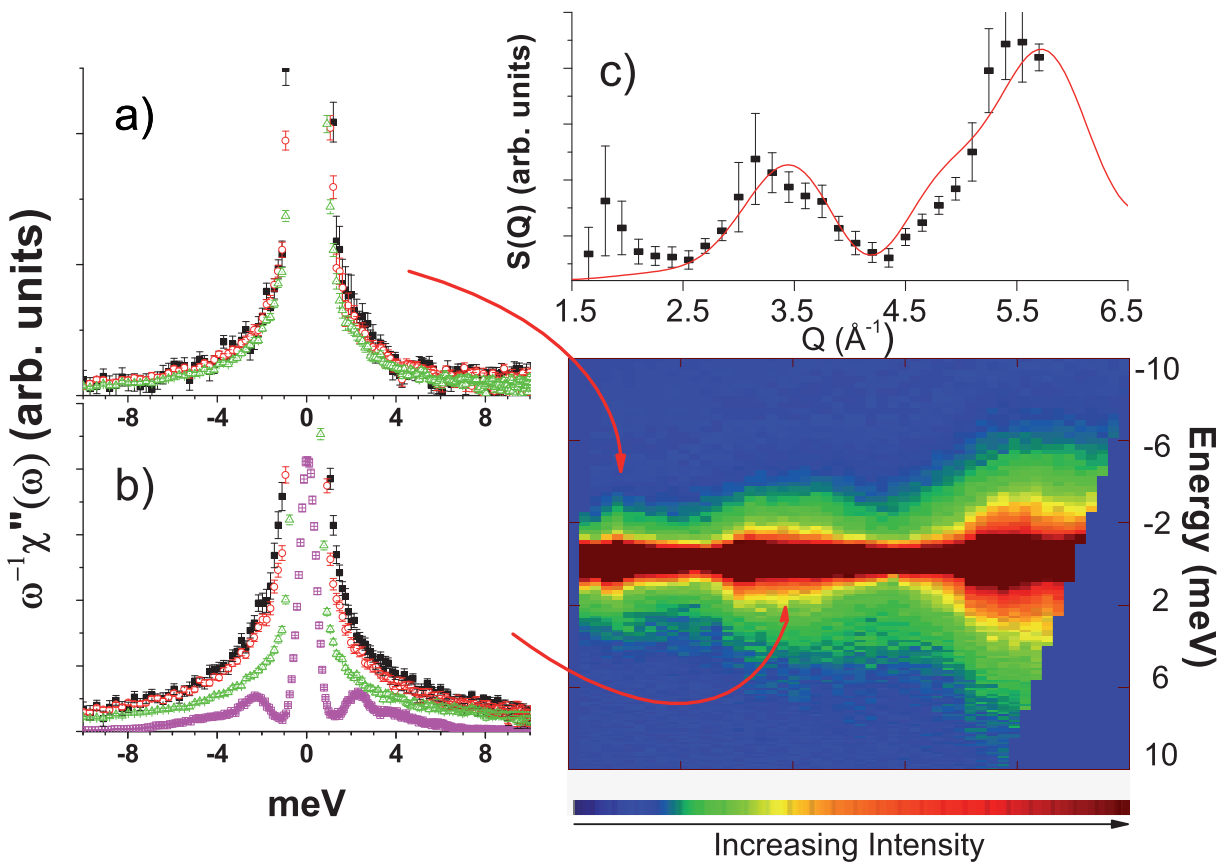 a)
-8 -4 0 4 8
b)
-8 -4 0 4 8
meV
ω⁻¹χ"(ω) (arb. units)
c)
S(Q) (arb. units)
1.5 2.5 3.5 4.5 5.5 6.5
Q (Å⁻¹)
-10
-6
-2
2
6
10
Energy (meV)
Increasing Intensity